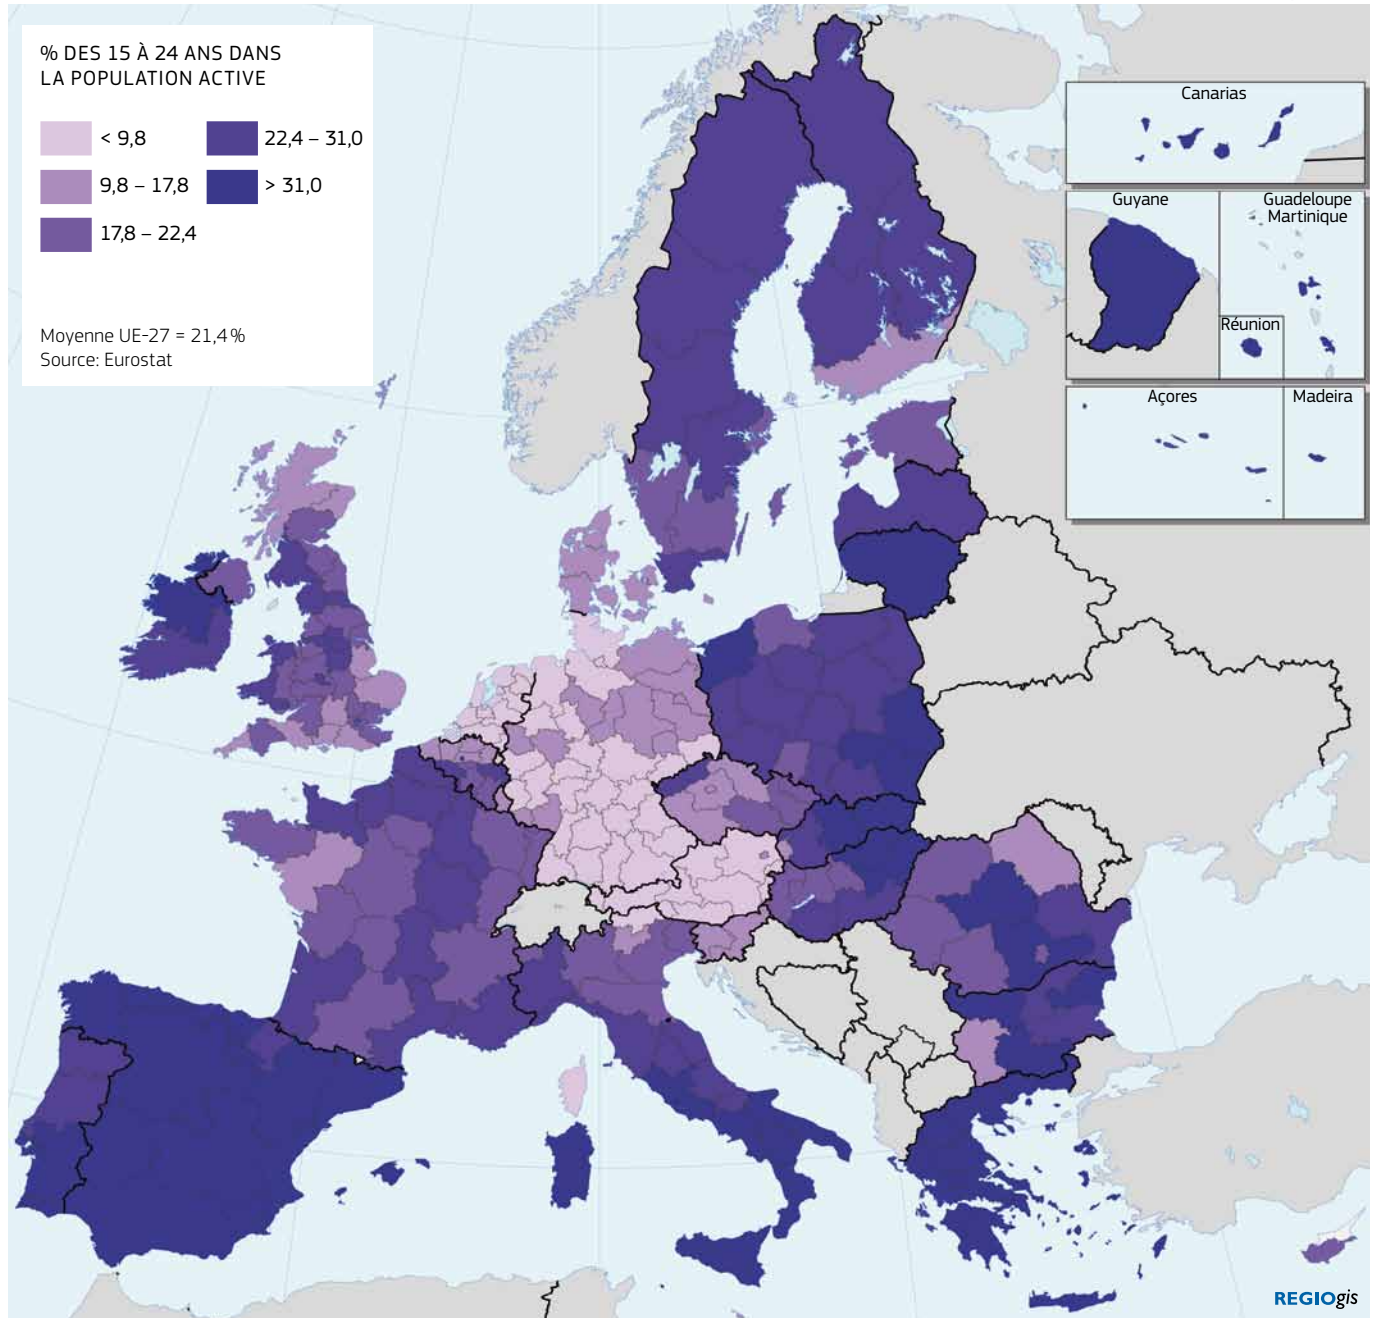 % DES 15 À 24 ANS DANS
LA POPULATION ACTIVE
< 9,8
9,8 – 17,8
17,8 – 22,4
22,4 – 31,0
> 31,0
Moyenne UE-27 = 21,4 %
Source: Eurostat
Canarias
Guyane
Guadeloupe
Martinique
Réunion
Açores
Madeira
REGIOgis